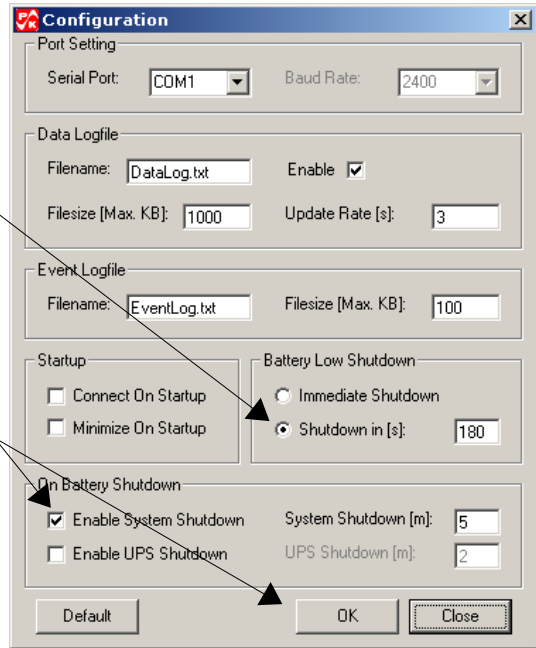 Configuration
Port Setting
Serial Port: COM1 Baud Rate: 2400
Data Logfile
Filename: DataLog.txt Enable
Filesize [Max. KB]: 1000 Update Rate [s]: 3
Event Logfile
Filename: EventLog.txt Filesize [Max. KB]: 100
Startup
Connect On Startup
Minimize On Startup
Battery Low Shutdown
Immediate Shutdown
Shutdown in [s]: 180
On Battery Shutdown
Enable System Shutdown System Shutdown [m]: 5
Enable UPS Shutdown UPS Shutdown [m]: 2
Default OK Close